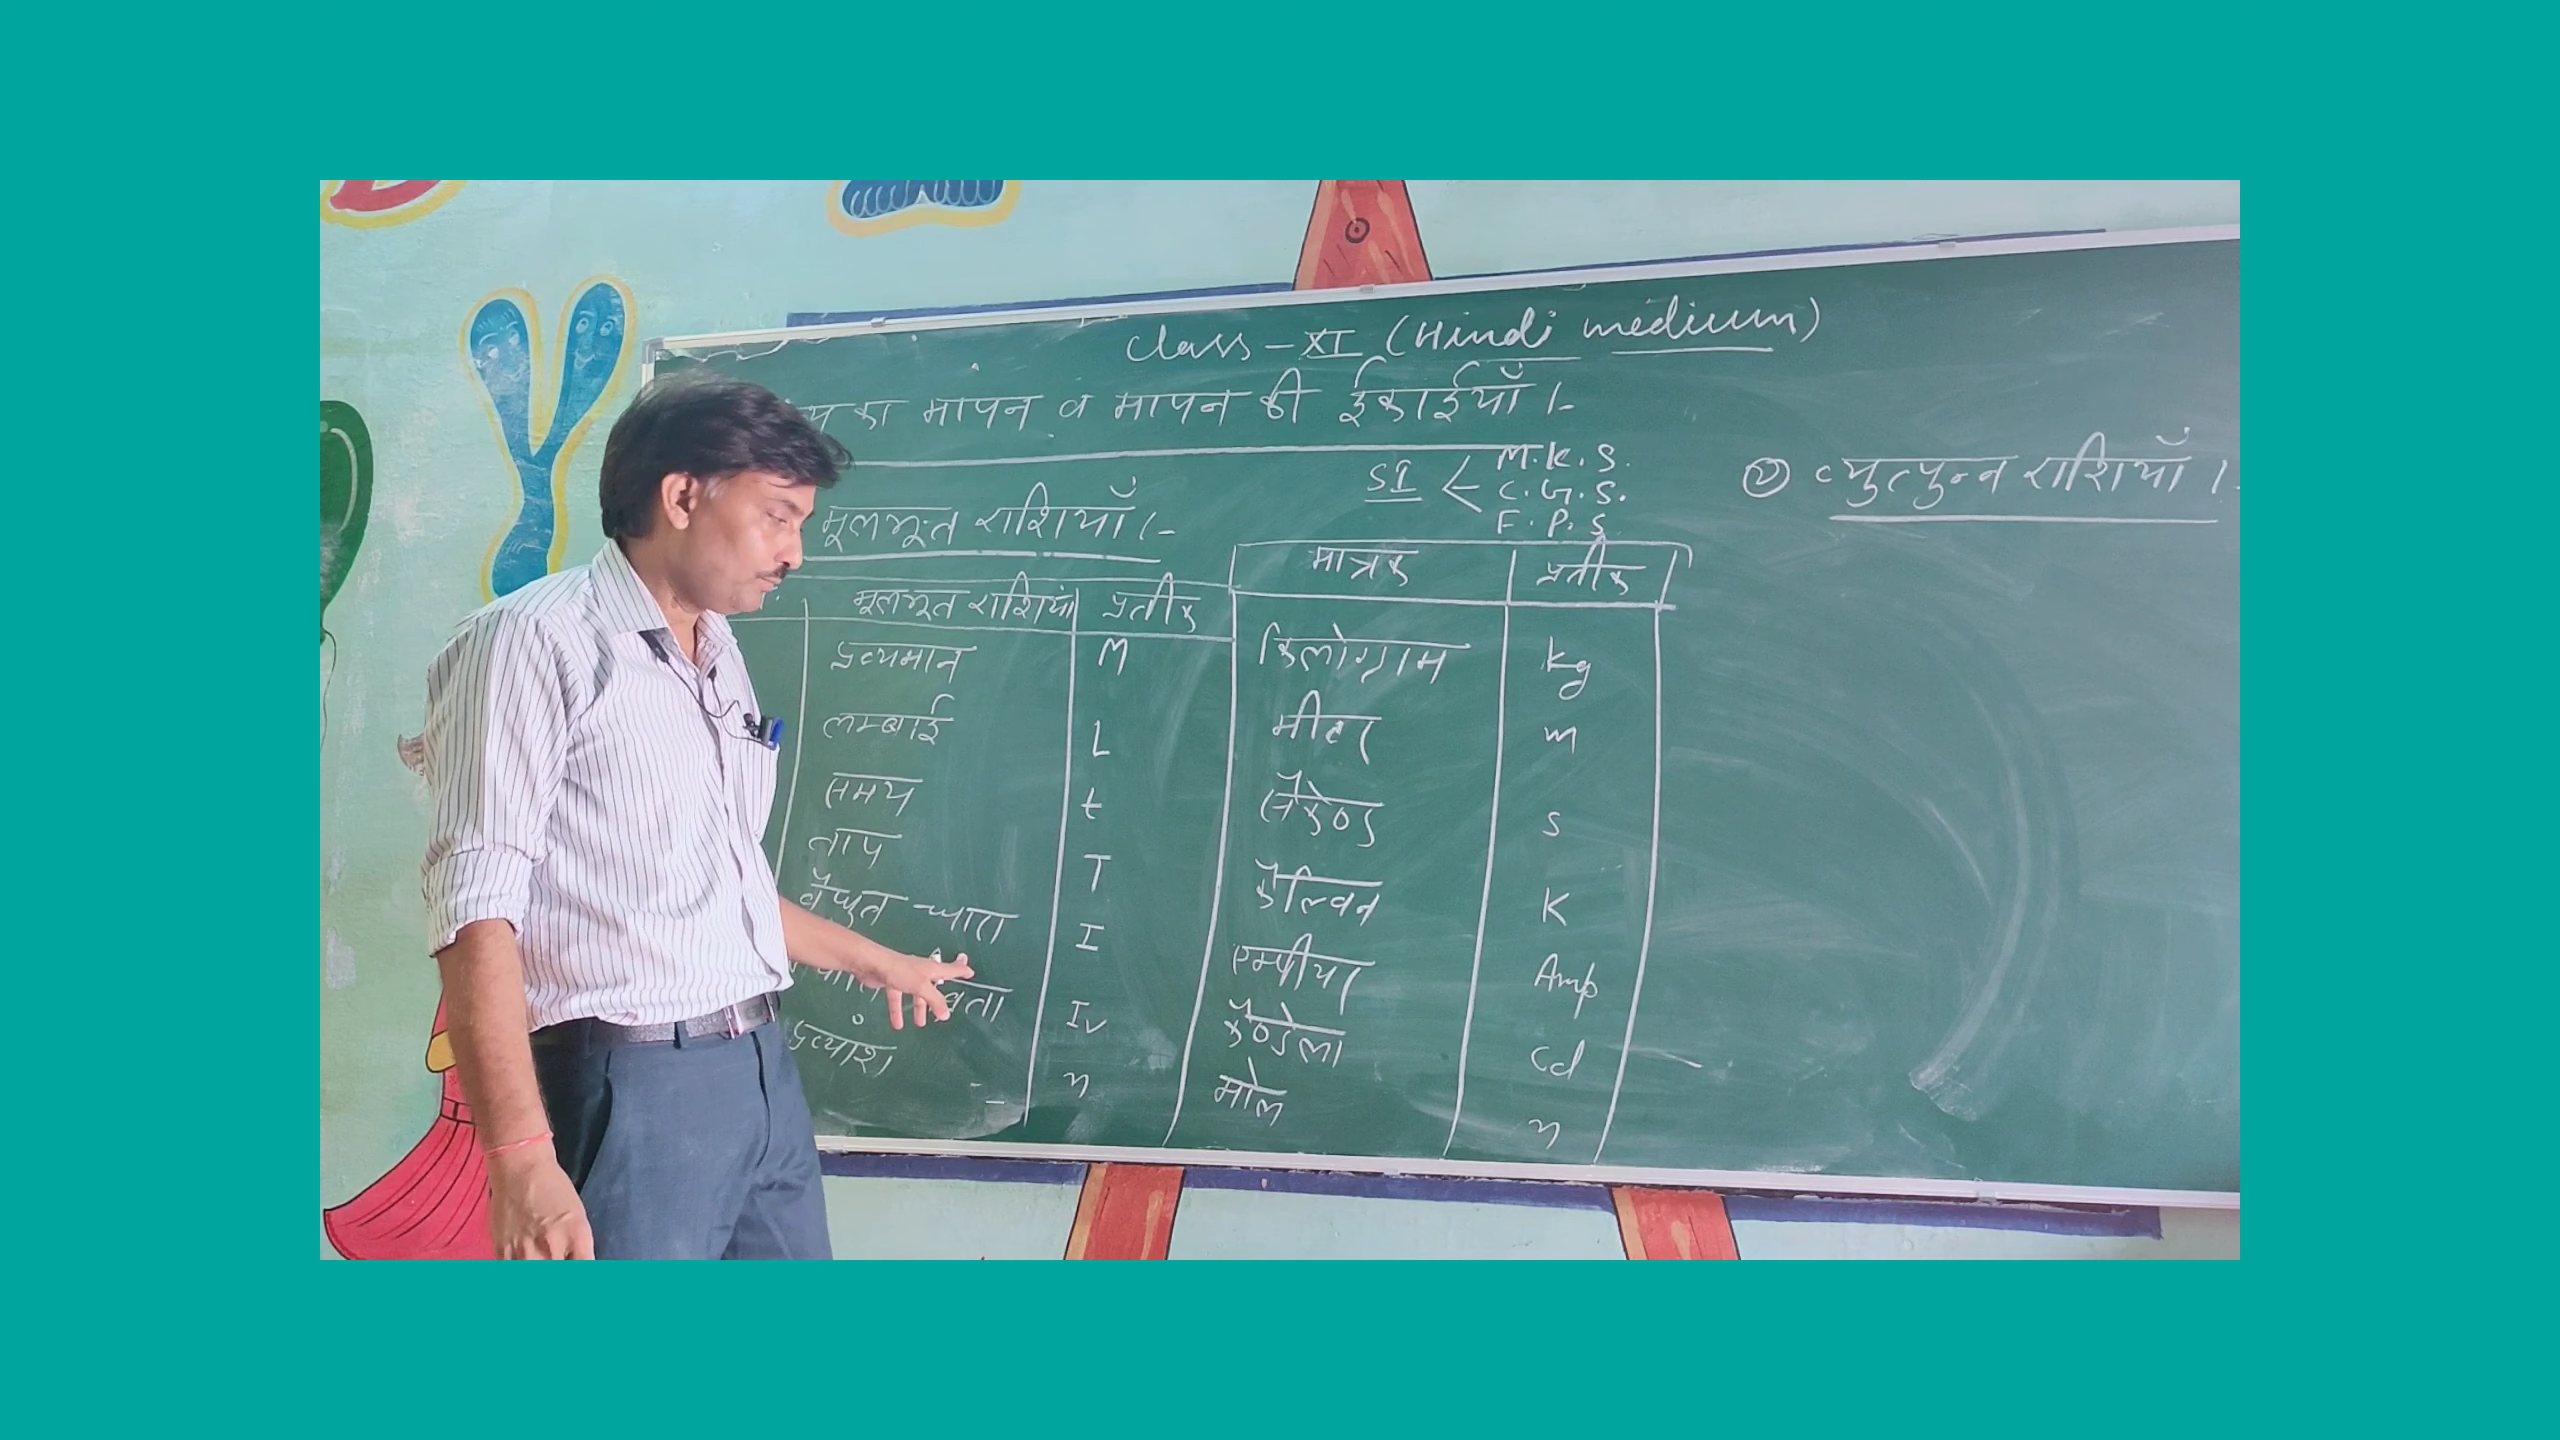 Class - XI (Hindi medium)
का मापन व मापन की ईकाईयाँ :-
SI < M.K.S.
C.G.S.
F.P.S.
मूलभूत राशियाँ :-
मूलभूत राशियां | प्रतीक | मात्रक | प्रतीक
द्रव्यमान M किलोग्राम kg
लम्बाई L मीटर m
समय t सैकेण्ड s
ताप T कैल्विन K
वैधुत धारा I एम्पीयर Amp
Iv कैण्डेला Cd
द्रव्यांश n मोल n
② व्युत्पुन्न राशियाँ :-